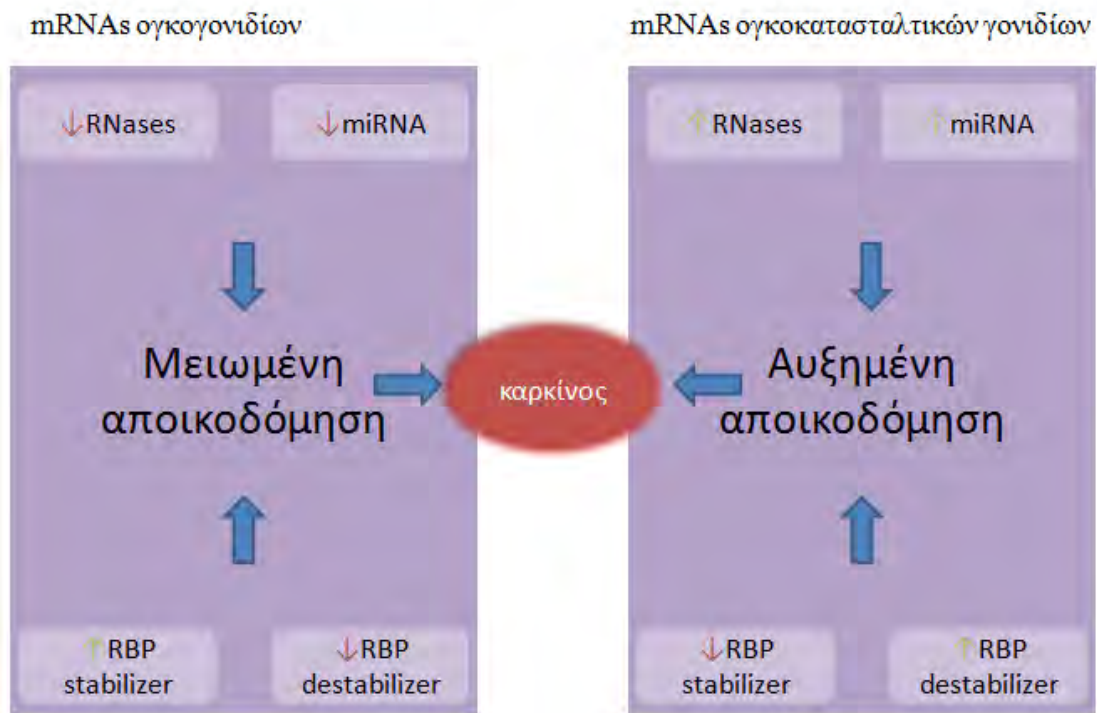 mRNAs ογκογονιδίων
↓RNases
↓miRNA
Μειωμένη
αποικοδόμηση
↑RBP
stabilizer
↓RBP
destabilizer
καρκίνος
mRNAs ογκοκατασταλτικών γονιδίων
↑RNases
↑miRNA
Αυξημένη
αποικοδόμηση
↓RBP
stabilizer
↑RBP
destabilizer